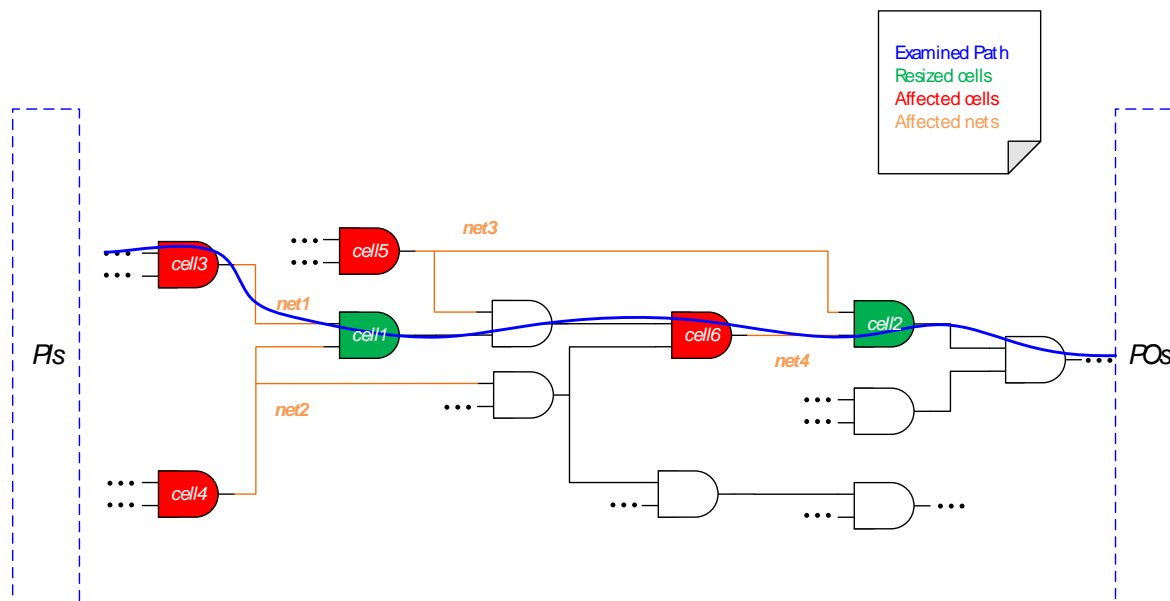 Examined Path
Resized cells
Affected cells
Affected nets
net3
cell5
cell3
net1
cell1
cell2
cell6
net4
PIs
POs
net2
cell4